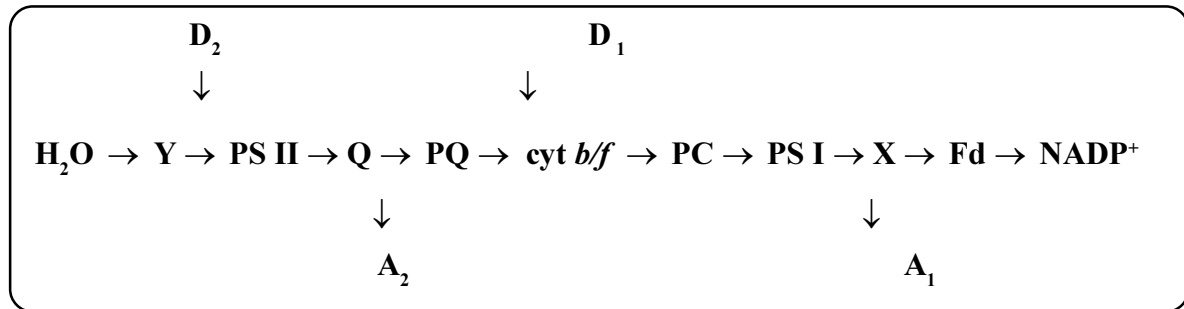 D₂ D₁
↓ ↓
H₂O → Y → PS II → Q → PQ → cyt b/f → PC → PS I → X → Fd → NADP⁺
↓ ↓
A₂ A₁